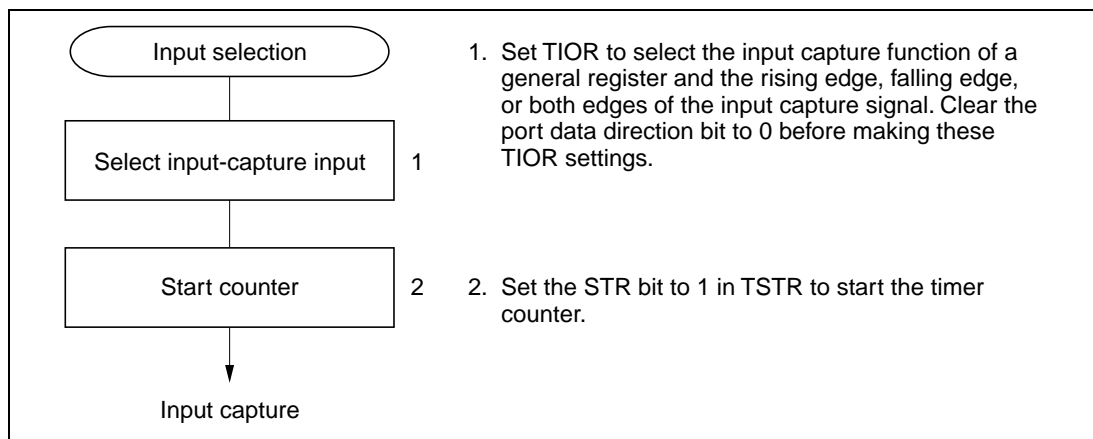 Input selection
Select input-capture input
1
Start counter
2
Input capture
1. Set TIOR to select the input capture function of a
general register and the rising edge, falling edge,
or both edges of the input capture signal. Clear the
port data direction bit to 0 before making these
TIOR settings.
2. Set the STR bit to 1 in TSTR to start the timer
counter.